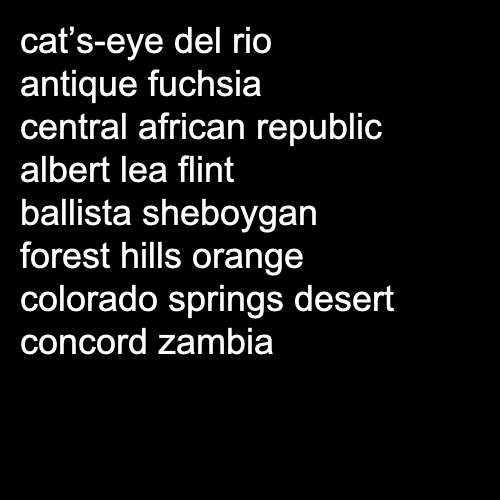 cat’s-eye del rio
antique fuchsia
central african republic
albert lea flint
ballista sheboygan
forest hills orange
colorado springs desert
concord zambia